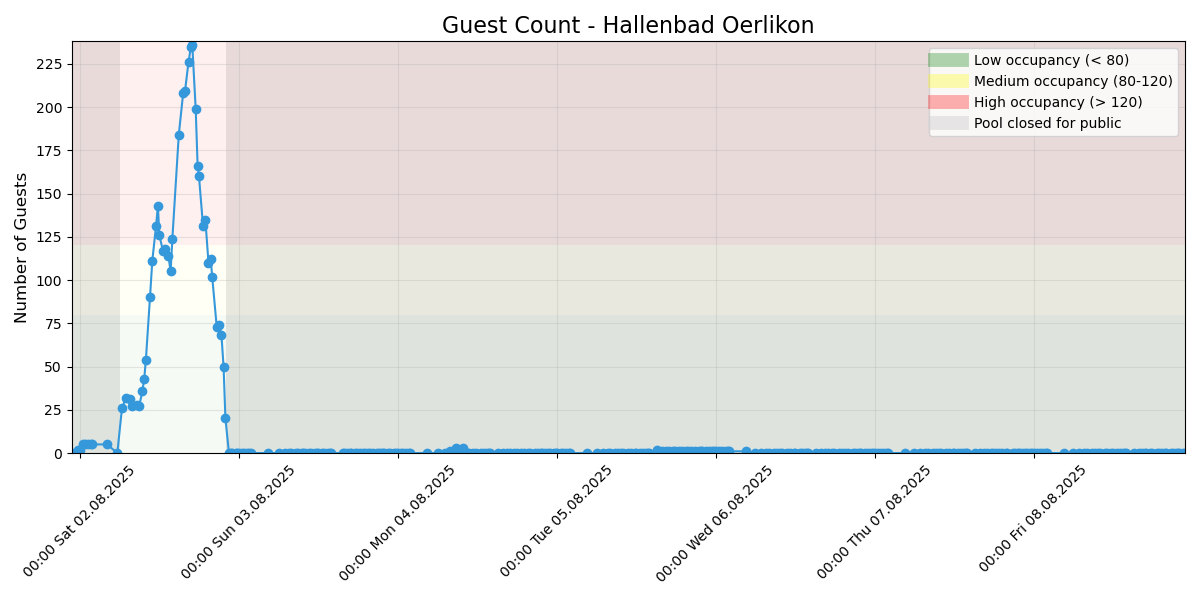 Guest Count - Hallenbad Oerlikon
Number of Guests
225
200
175
150
125
100
75
50
25
0
Low occupancy (< 80)
Medium occupancy (80-120)
High occupancy (> 120)
Pool closed for public
00:00 Sat 02.08.2025
00:00 Sun 03.08.2025
00:00 Mon 04.08.2025
00:00 Tue 05.08.2025
00:00 Wed 06.08.2025
00:00 Thu 07.08.2025
00:00 Fri 08.08.2025